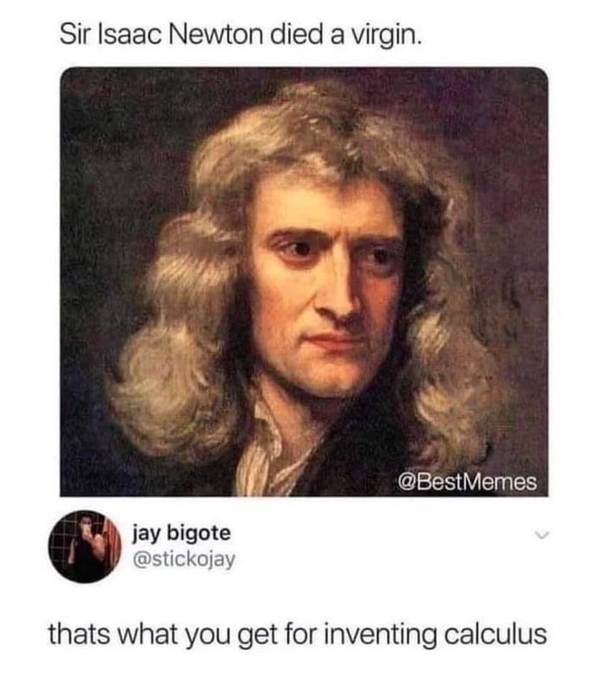 Sir Isaac Newton died a virgin.
@BestMemes
jay bigote
@stickojay
thats what you get for inventing calculus